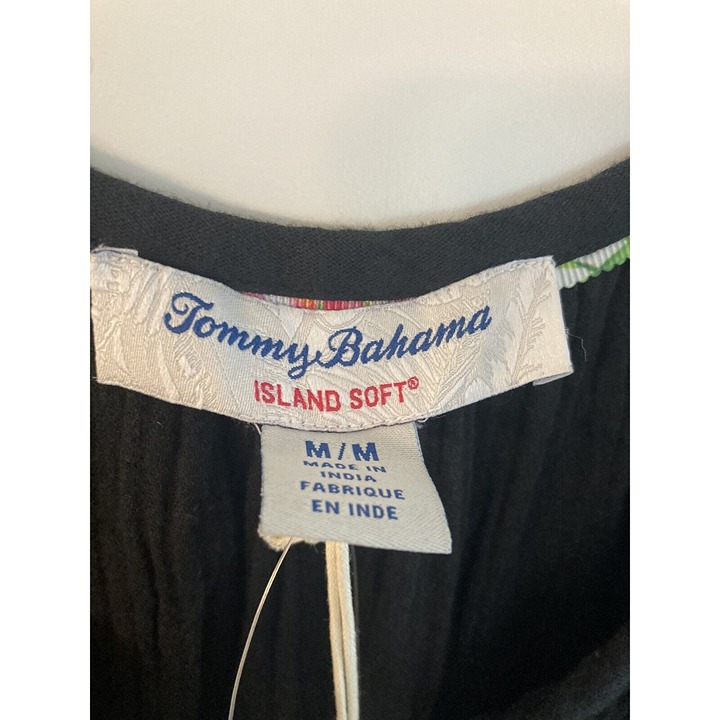 Tommy Bahama
ISLAND SOFT®
M/M
MADE IN
INDIA
FABRIQUE
EN INDE